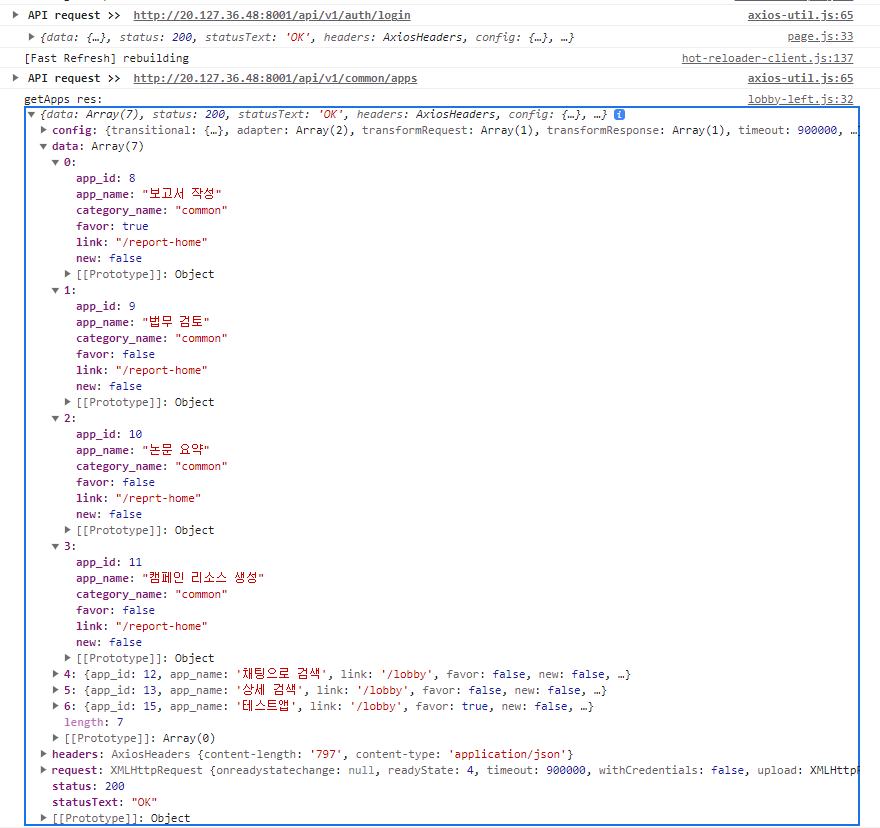 API request >> http://20.127.36.48:8001/api/v1/auth/login axios-util.js:65
{data: {…}, status: 200, statusText: 'OK', headers: AxiosHeaders, config: {…}, …} page.js:33
[Fast Refresh] rebuilding hot-reloader-client.js:137
API request >> http://20.127.36.48:8001/api/v1/common/apps axios-util.js:65
getApps res: lobby-left.js:32
{data: Array(7), status: 200, statusText: 'OK', headers: AxiosHeaders, config: {…}, …} i
config: {transitional: {…}, adapter: Array(2), transformRequest: Array(1), transformResponse: Array(1), timeout: 900000, …}
data: Array(7)
0:
app_id: 8
app_name: "보고서 작성"
category_name: "common"
favor: true
link: "/report-home"
new: false
[[Prototype]]: Object
1:
app_id: 9
app_name: "법무 검토"
category_name: "common"
favor: false
link: "/report-home"
new: false
[[Prototype]]: Object
2:
app_id: 10
app_name: "논문 요약"
category_name: "common"
favor: false
link: "/reprt-home"
new: false
[[Prototype]]: Object
3:
app_id: 11
app_name: "캠페인 리소스 생성"
category_name: "common"
favor: false
link: "/report-home"
new: false
[[Prototype]]: Object
4: {app_id: 12, app_name: '채팅으로 검색', link: '/lobby', favor: false, new: false, …}
5: {app_id: 13, app_name: '상세 검색', link: '/lobby', favor: false, new: false, …}
6: {app_id: 15, app_name: '테스트앱', link: '/lobby', favor: true, new: false, …}
length: 7
[[Prototype]]: Array(0)
headers: AxiosHeaders {content-length: '797', content-type: 'application/json'}
request: XMLHttpRequest {onreadystatechange: null, readyState: 4, timeout: 900000, withCredentials: false, upload: XMLHttpR
status: 200
statusText: "OK"
[[Prototype]]: Object